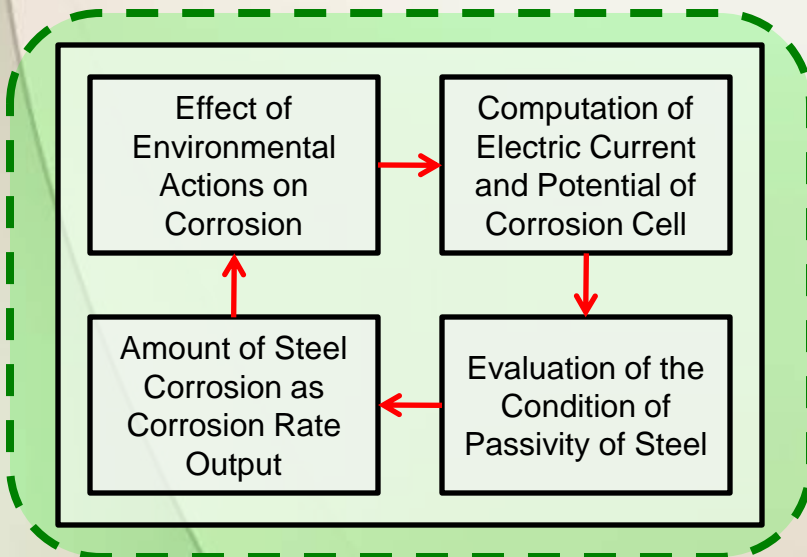 Effect of
Environmental
Actions on
Corrosion
Computation of
Electric Current
and Potential of
Corrosion Cell
Evaluation of the
Condition of
Passivity of Steel
Amount of Steel
Corrosion as
Corrosion Rate
Output